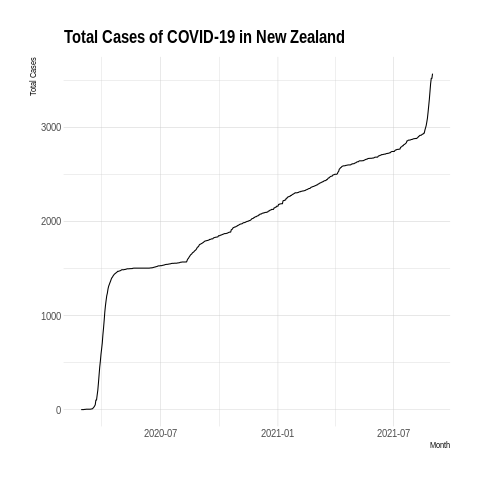 Total Cases of COVID-19 in New Zealand
Total Cases
3000
2000
1000
0
2020-07 2021-01 2021-07
Month